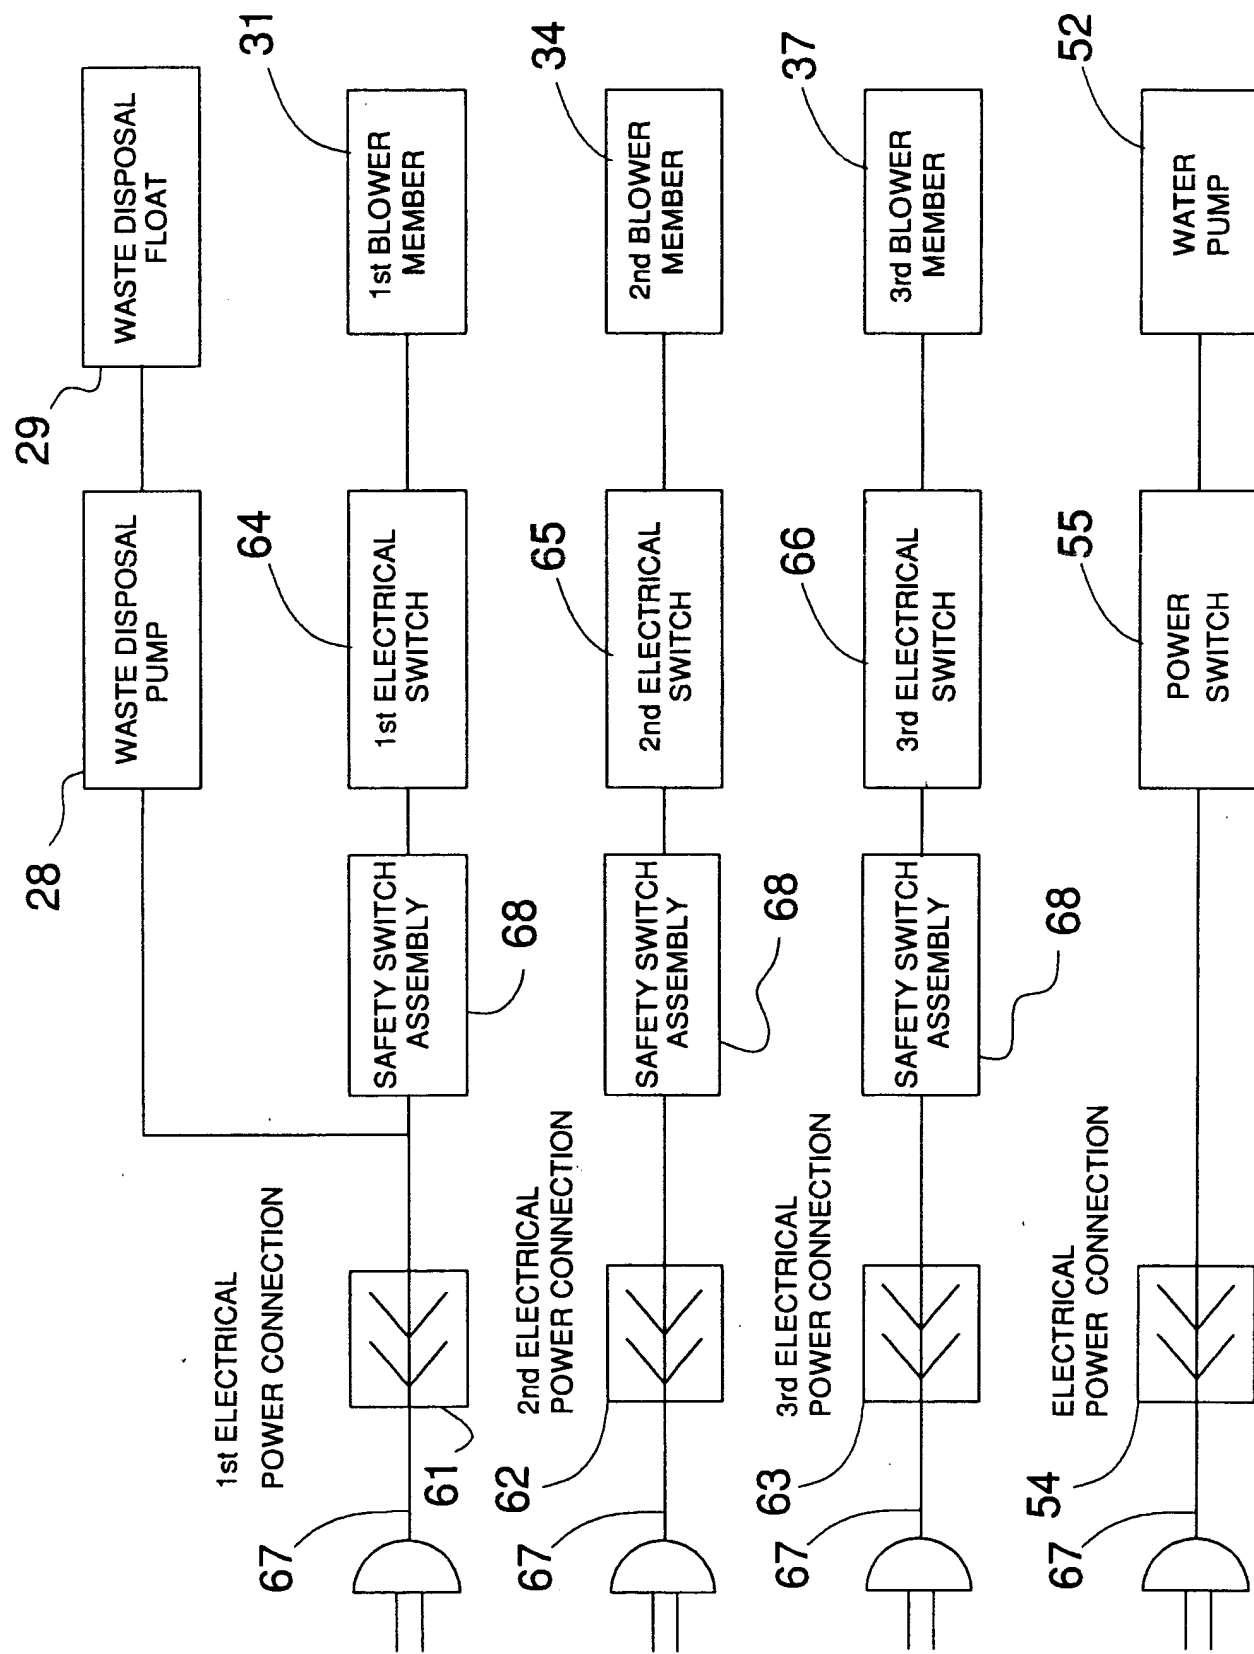 29
WASTE DISPOSAL
FLOAT
28
WASTE DISPOSAL
PUMP
31
1st BLOWER
MEMBER
64
1st ELECTRICAL
SWITCH
SAFETY SWITCH
ASSEMBLY
68
1st ELECTRICAL
POWER CONNECTION
61
67
34
2nd BLOWER
MEMBER
65
2nd ELECTRICAL
SWITCH
SAFETY SWITCH
ASSEMBLY
68
2nd ELECTRICAL
POWER CONNECTION
62
67
37
3rd BLOWER
MEMBER
66
3rd ELECTRICAL
SWITCH
SAFETY SWITCH
ASSEMBLY
68
3rd ELECTRICAL
POWER CONNECTION
63
67
52
WATER
PUMP
55
POWER
SWITCH
ELECTRICAL
POWER CONNECTION
54
67